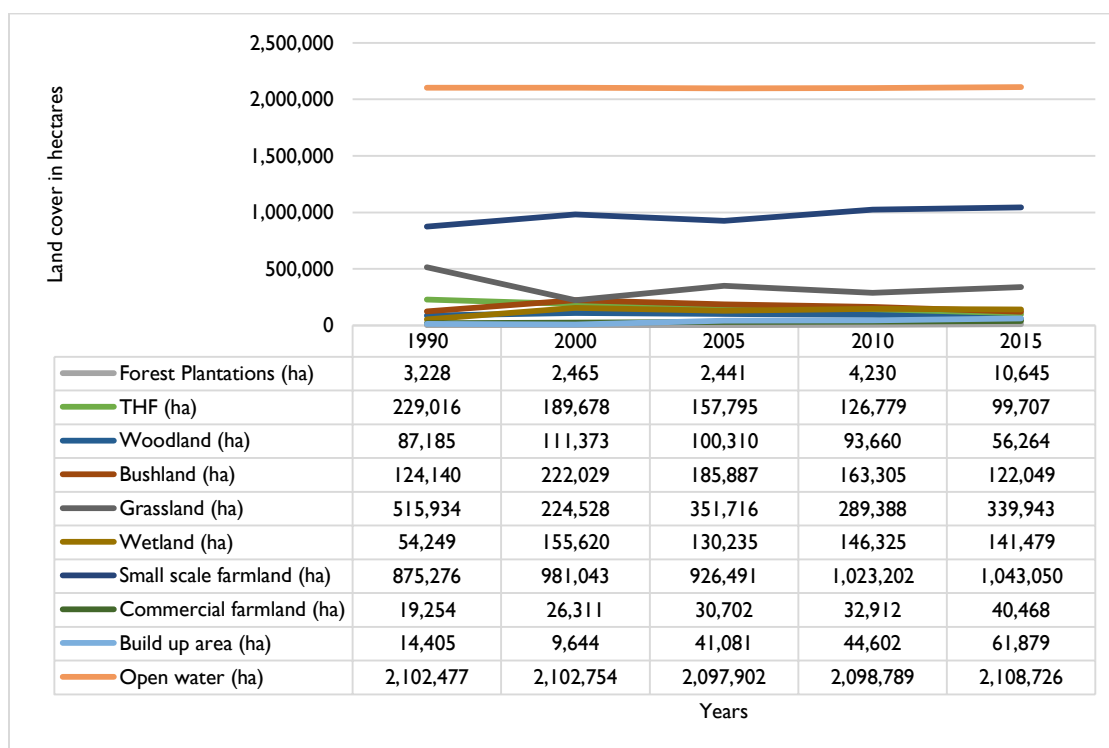 2,500,000
2,000,000
1,500,000
1,000,000
500,000
0
Land cover in hectares
1990 2000 2005 2010 2015
Forest Plantations (ha) 3,228 2,465 2,441 4,230 10,645
THF (ha) 229,016 189,678 157,795 126,779 99,707
Woodland (ha) 87,185 111,373 100,310 93,660 56,264
Bushland (ha) 124,140 222,029 185,887 163,305 122,049
Grassland (ha) 515,934 224,528 351,716 289,388 339,943
Wetland (ha) 54,249 155,620 130,235 146,325 141,479
Small scale farmland (ha) 875,276 981,043 926,491 1,023,202 1,043,050
Commercial farmland (ha) 19,254 26,311 30,702 32,912 40,468
Build up area (ha) 14,405 9,644 41,081 44,602 61,879
Open water (ha) 2,102,477 2,102,754 2,097,902 2,098,789 2,108,726
Years